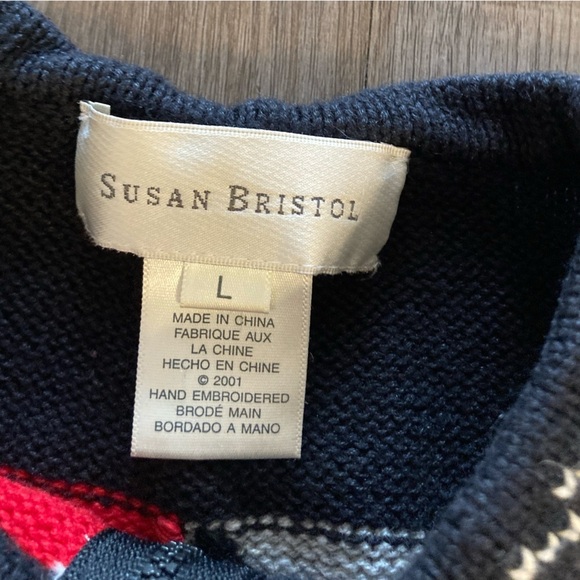 SUSAN BRISTOL
L
MADE IN CHINA
FABRIQUE AUX
LA CHINE
HECHO EN CHINE
© 2001
HAND EMBROIDERED
BRODÉ MAIN
BORDADO A MANO